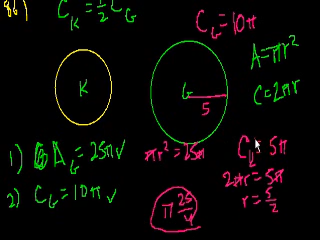 86) C_K = 1/2 C_G
C_G = 10π
A = πr²
C = 2πr
K
G
5
1) A_G = 25π ✓
πr² = 25π
C_K = 5π
2) C_G = 10π ✓
2πr = 5π
π 25/4
r = 5/2